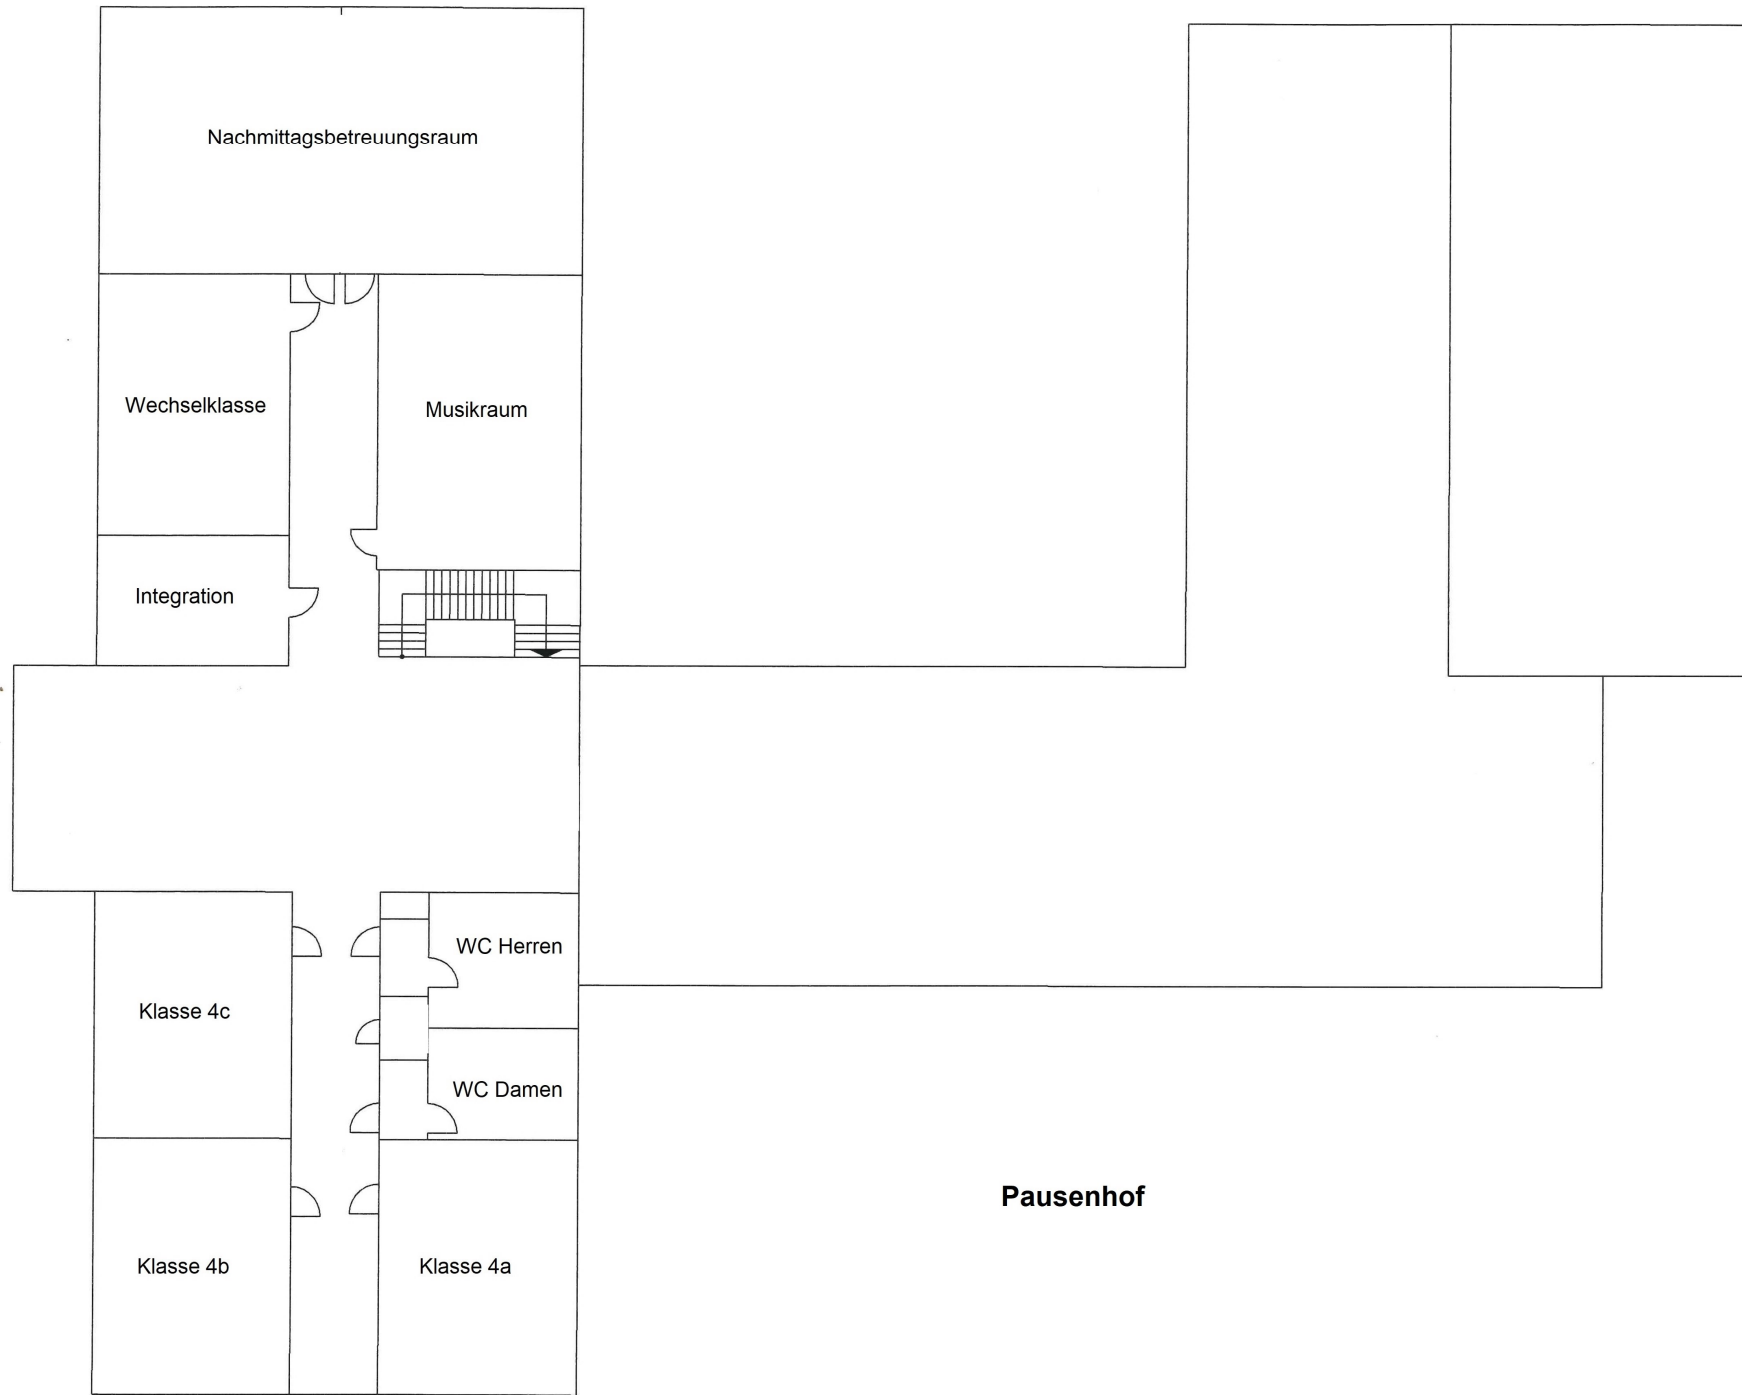 Nachmittagsbetreuungsraum
Wechselklasse
Musikraum
Integration
WC Herren
Klasse 4c
WC Damen
Pausenhof
Klasse 4b
Klasse 4a